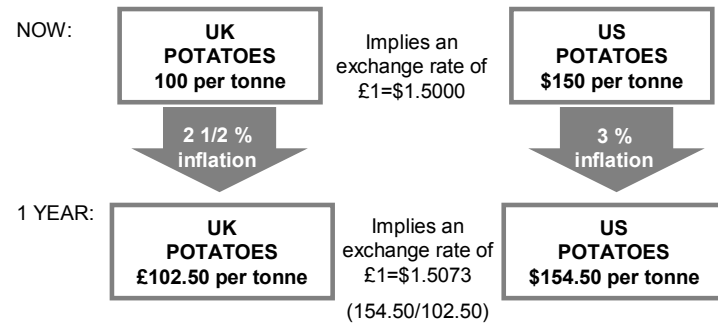 NOW:
UK
POTATOES
100 per tonne
Implies an
exchange rate of
£1=$1.5000
US
POTATOES
$150 per tonne
2 1/2 %
inflation
3 %
inflation
1 YEAR:
UK
POTATOES
£102.50 per tonne
Implies an
exchange rate of
£1=$1.5073
(154.50/102.50)
US
POTATOES
$154.50 per tonne